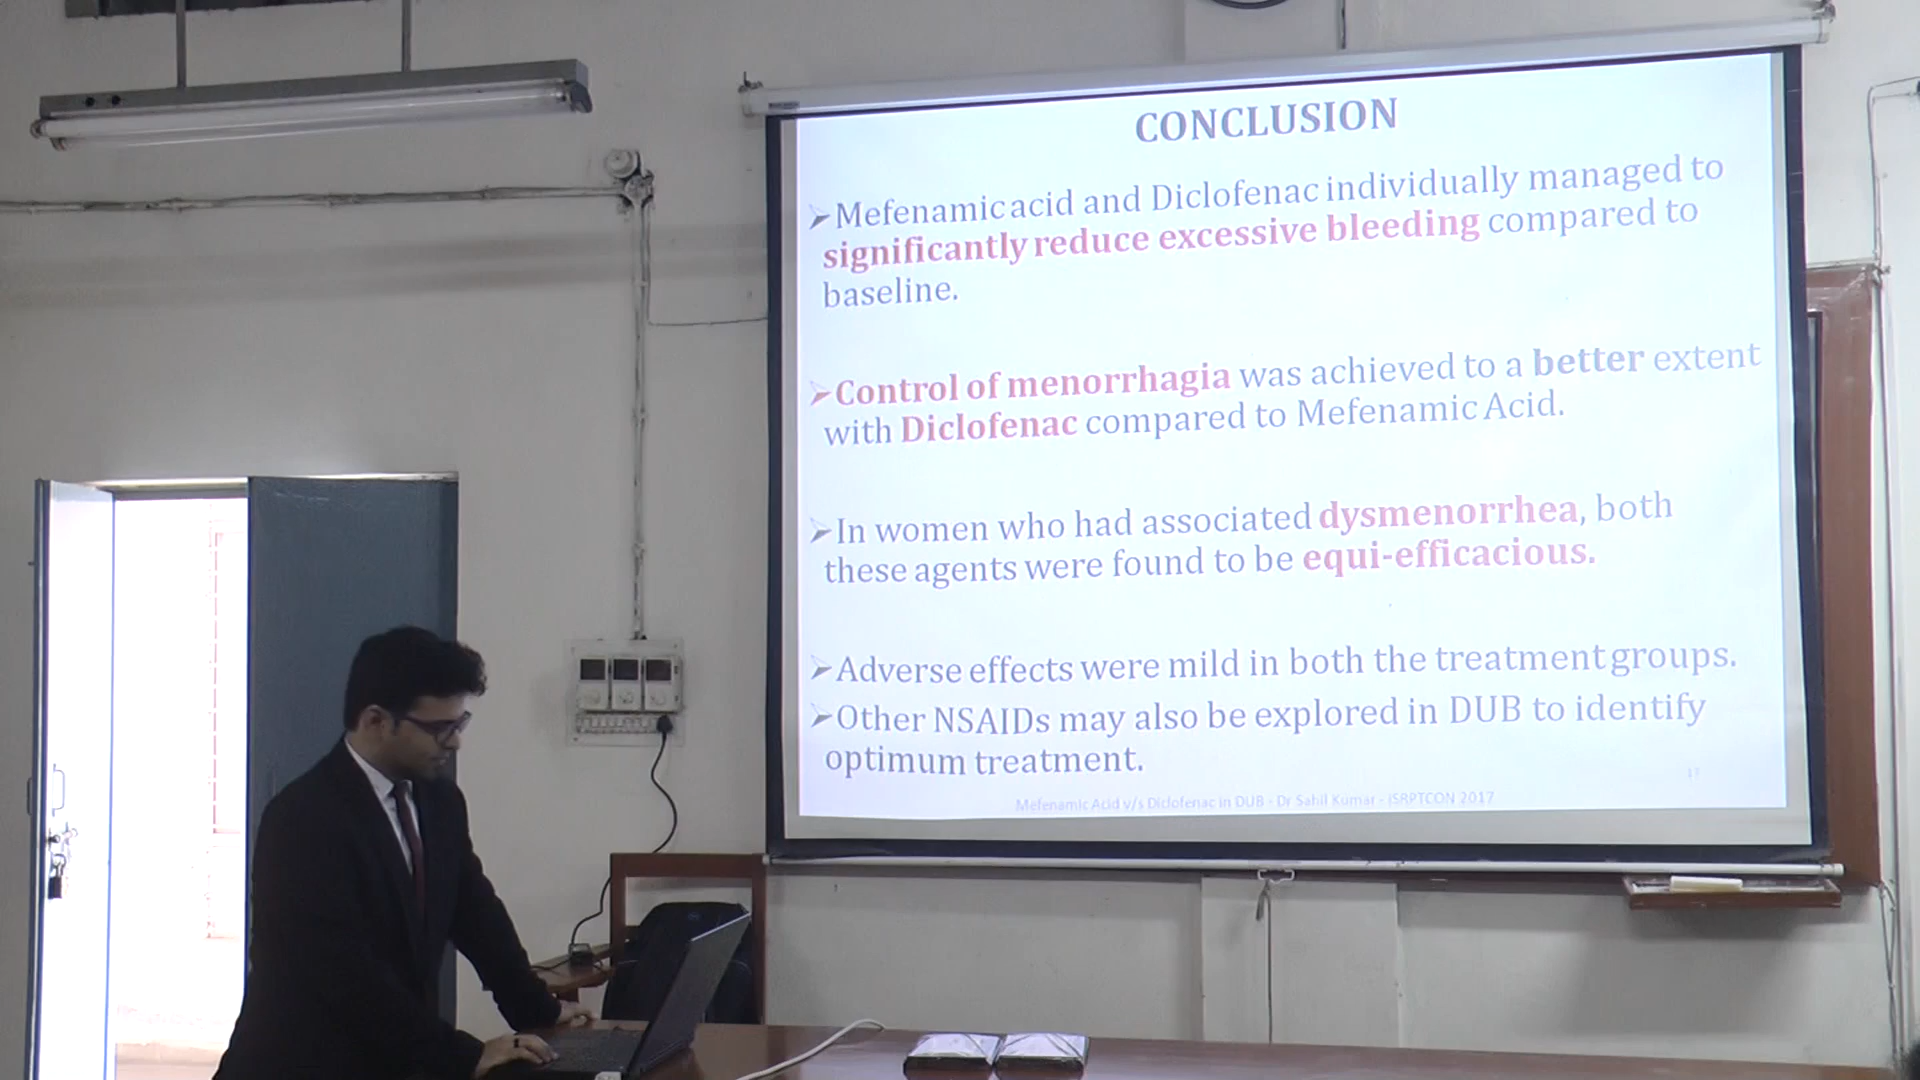 CONCLUSION
➢Mefenamic acid and Diclofenac individually managed to
significantly reduce excessive bleeding compared to
baseline.
➢Control of menorrhagia was achieved to a better extent
with Diclofenac compared to Mefenamic Acid.
➢In women who had associated dysmenorrhea, both
these agents were found to be equi-efficacious.
➢Adverse effects were mild in both the treatment groups.
➢Other NSAIDs may also be explored in DUB to identify
optimum treatment.
Mefenamic Acid v/s Diclofenac in DUB - Dr Sahil Kumar - ISRPTCON 2017